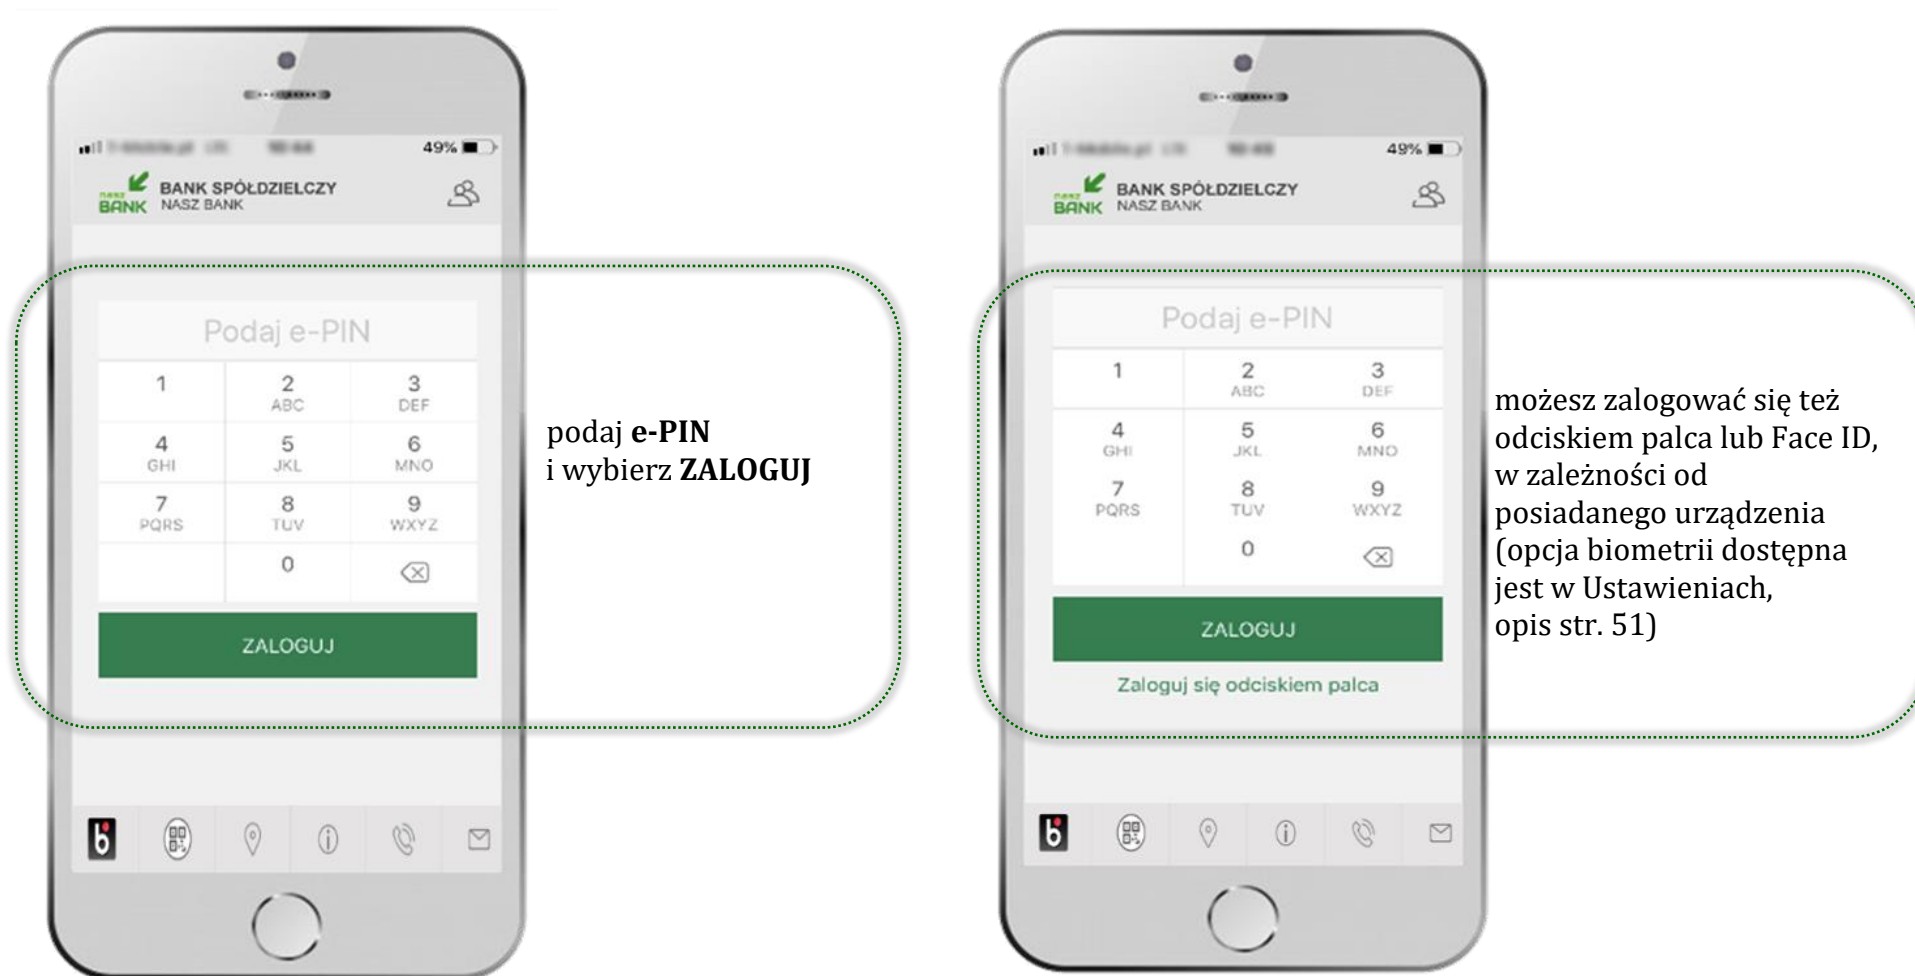 49%
nasz
BANK
BANK SPÓŁDZIELCZY
NASZ BANK
Podaj e-PIN
1 2 3
ABC DEF
4 5 6
GHI JKL MNO
7 8 9
PQRS TUV WXYZ
0
ZALOGUJ
podaj e-PIN
i wybierz ZALOGUJ
49%
nasz
BANK
BANK SPÓŁDZIELCZY
NASZ BANK
Podaj e-PIN
1 2 3
ABC DEF
4 5 6
GHI JKL MNO
7 8 9
PQRS TUV WXYZ
0
ZALOGUJ
Zaloguj się odciskiem palca
możesz zalogować się też
odciskiem palca lub Face ID,
w zależności od
posiadanego urządzenia
(opcja biometrii dostępna
jest w Ustawieniach,
opis str. 51)